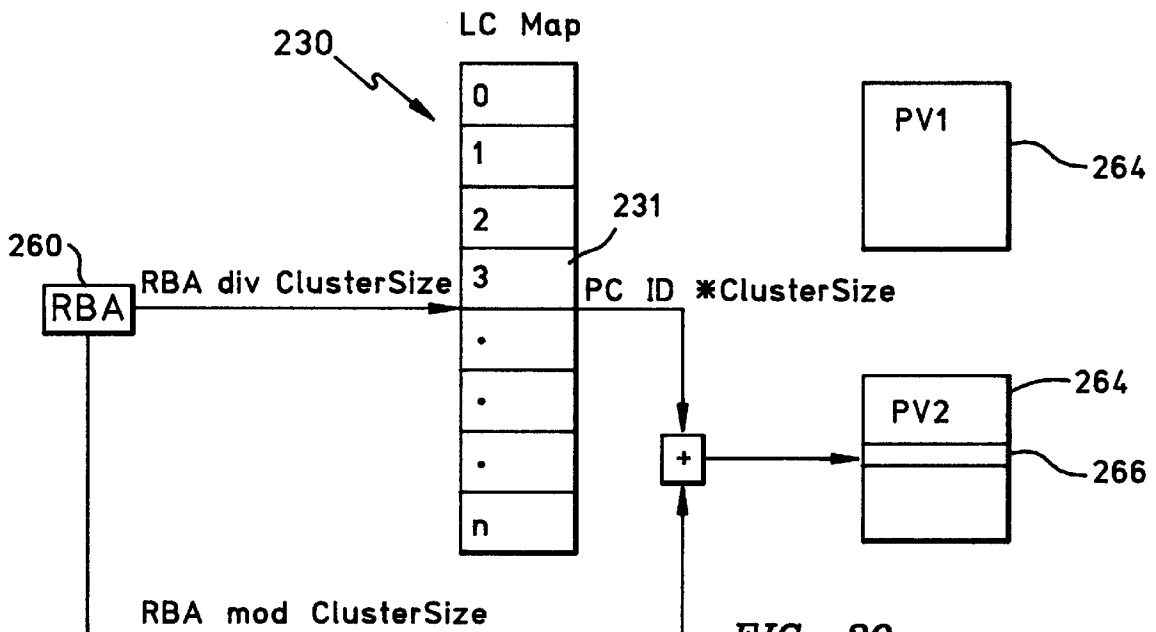 LC Map
230
0
PV1
1
264
231
2
260
RBA div ClusterSize
3
PC ID *ClusterSize
RBA
.
264
.
PV2
+
.
266
n
RBA mod ClusterSize